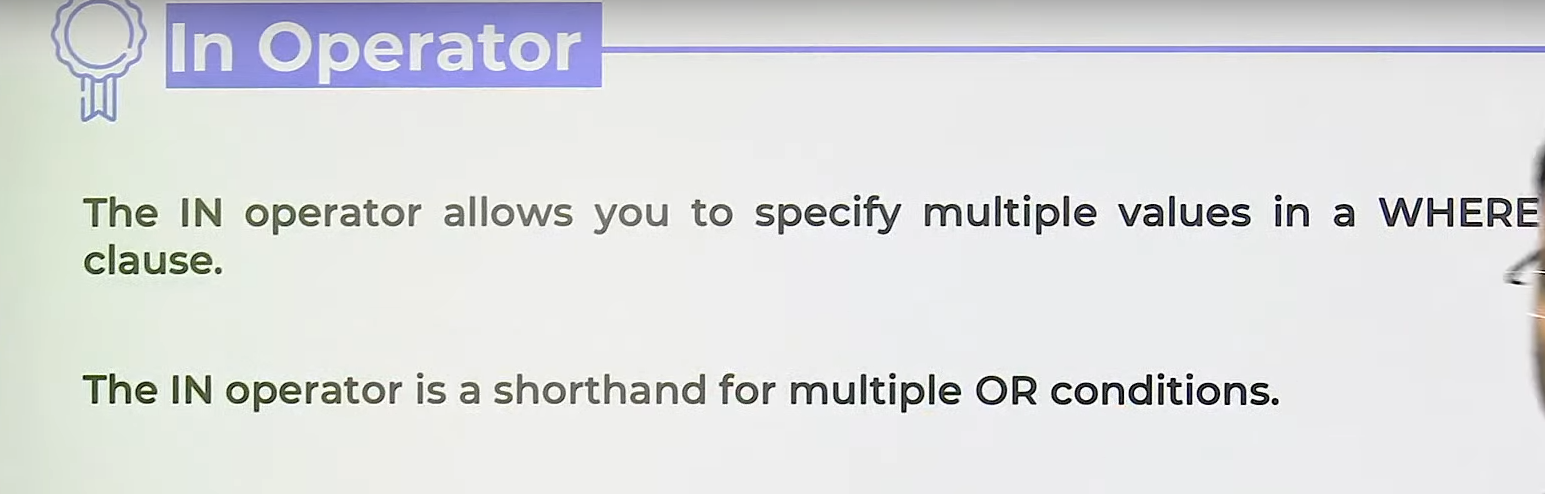 In Operator
The IN operator allows you to specify multiple values in a WHERE
clause.
The IN operator is a shorthand for multiple OR conditions.